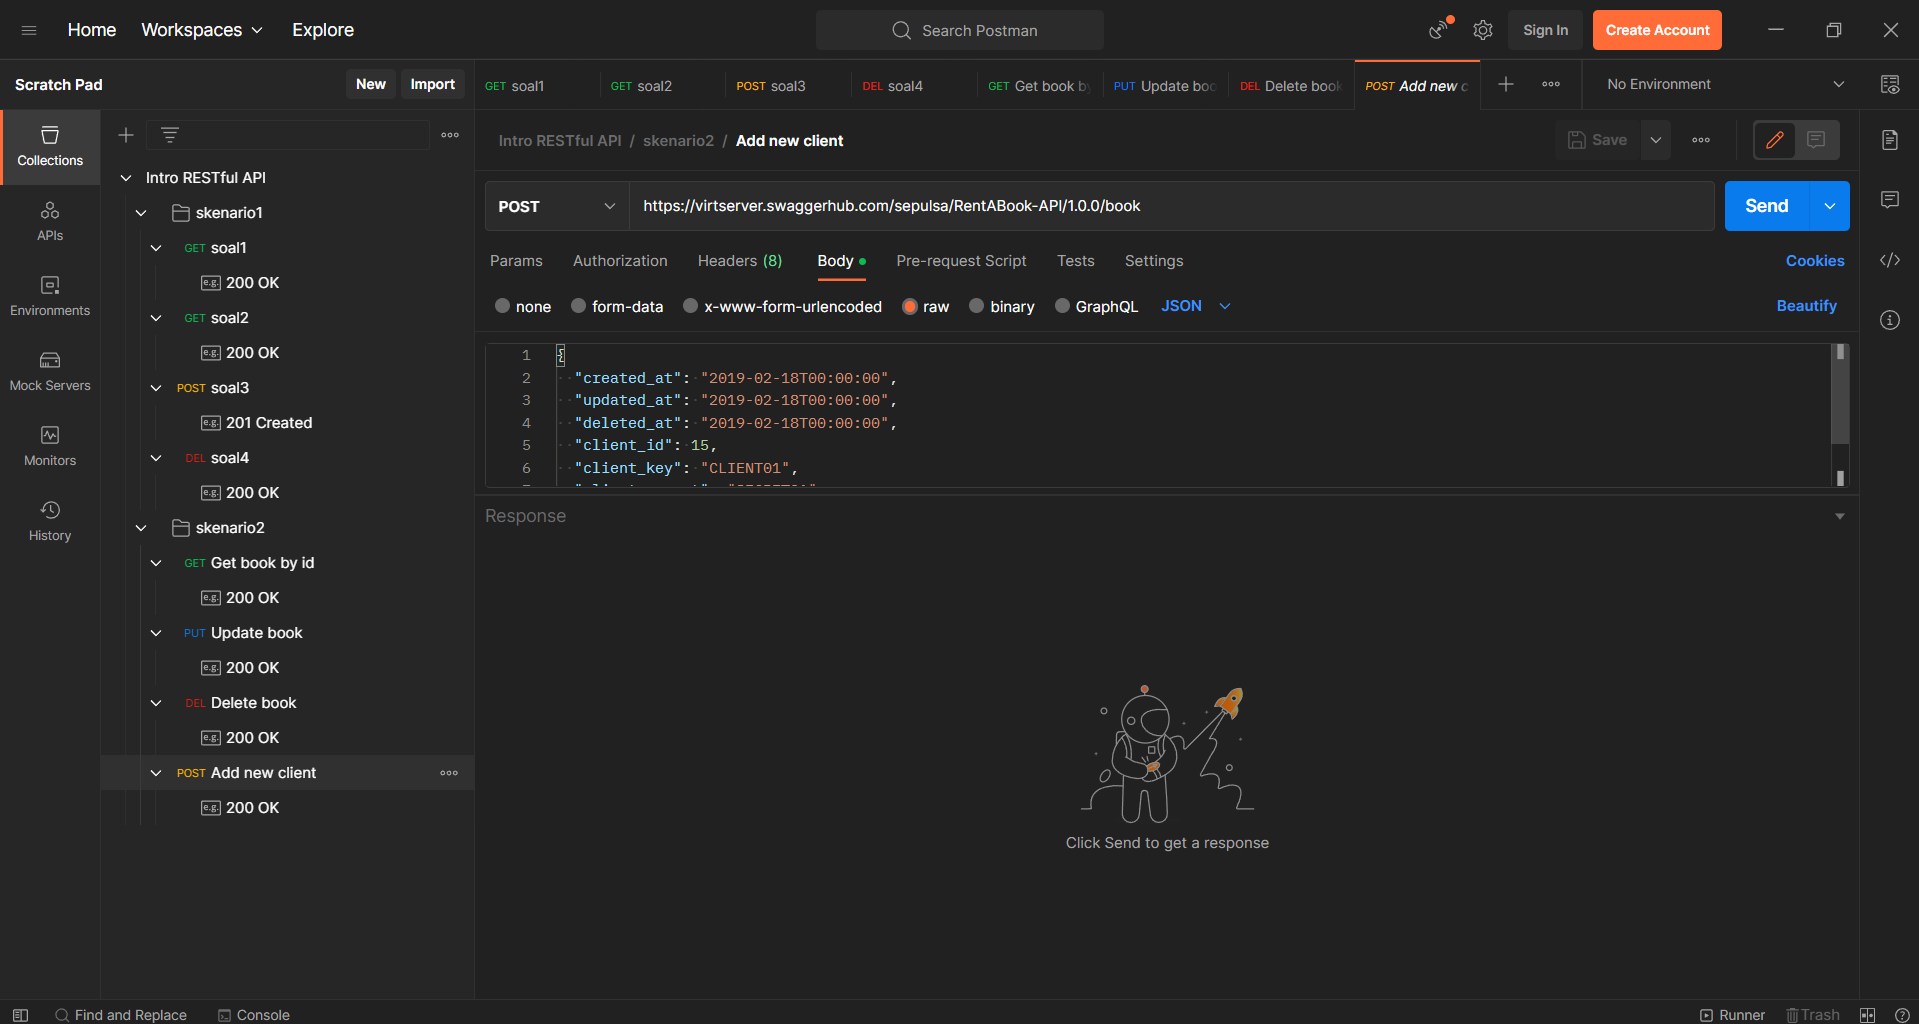 Home Workspaces Explore Search Postman Sign In Create Account
Scratch Pad New Import GET soal1 GET soal2 POST soal3 DEL soal4 GET Get book by PUT Update boo DEL Delete book POST Add new c No Environment
Collections
Intro RESTful API / skenario2 / Add new client Save
Intro RESTful API
skenario1
POST https://virtserver.swaggerhub.com/sepulsa/RentABook-API/1.0.0/book Send
APIs
GET soal1
Params Authorization Headers (8) Body Pre-request Script Tests Settings Cookies
e.g. 200 OK
Environments
none form-data x-www-form-urlencoded raw binary GraphQL JSON Beautify
GET soal2
e.g. 200 OK
1 {
2 "created_at": "2019-02-18T00:00:00",
3 "updated_at": "2019-02-18T00:00:00",
4 "deleted_at": "2019-02-18T00:00:00",
5 "client_id": 15,
6 "client_key": "CLIENT01",
Mock Servers
POST soal3
e.g. 201 Created
Monitors
DEL soal4
e.g. 200 OK
Response
History
skenario2
GET Get book by id
e.g. 200 OK
PUT Update book
e.g. 200 OK
DEL Delete book
e.g. 200 OK
POST Add new client
e.g. 200 OK
Click Send to get a response
Find and Replace Console Runner Trash